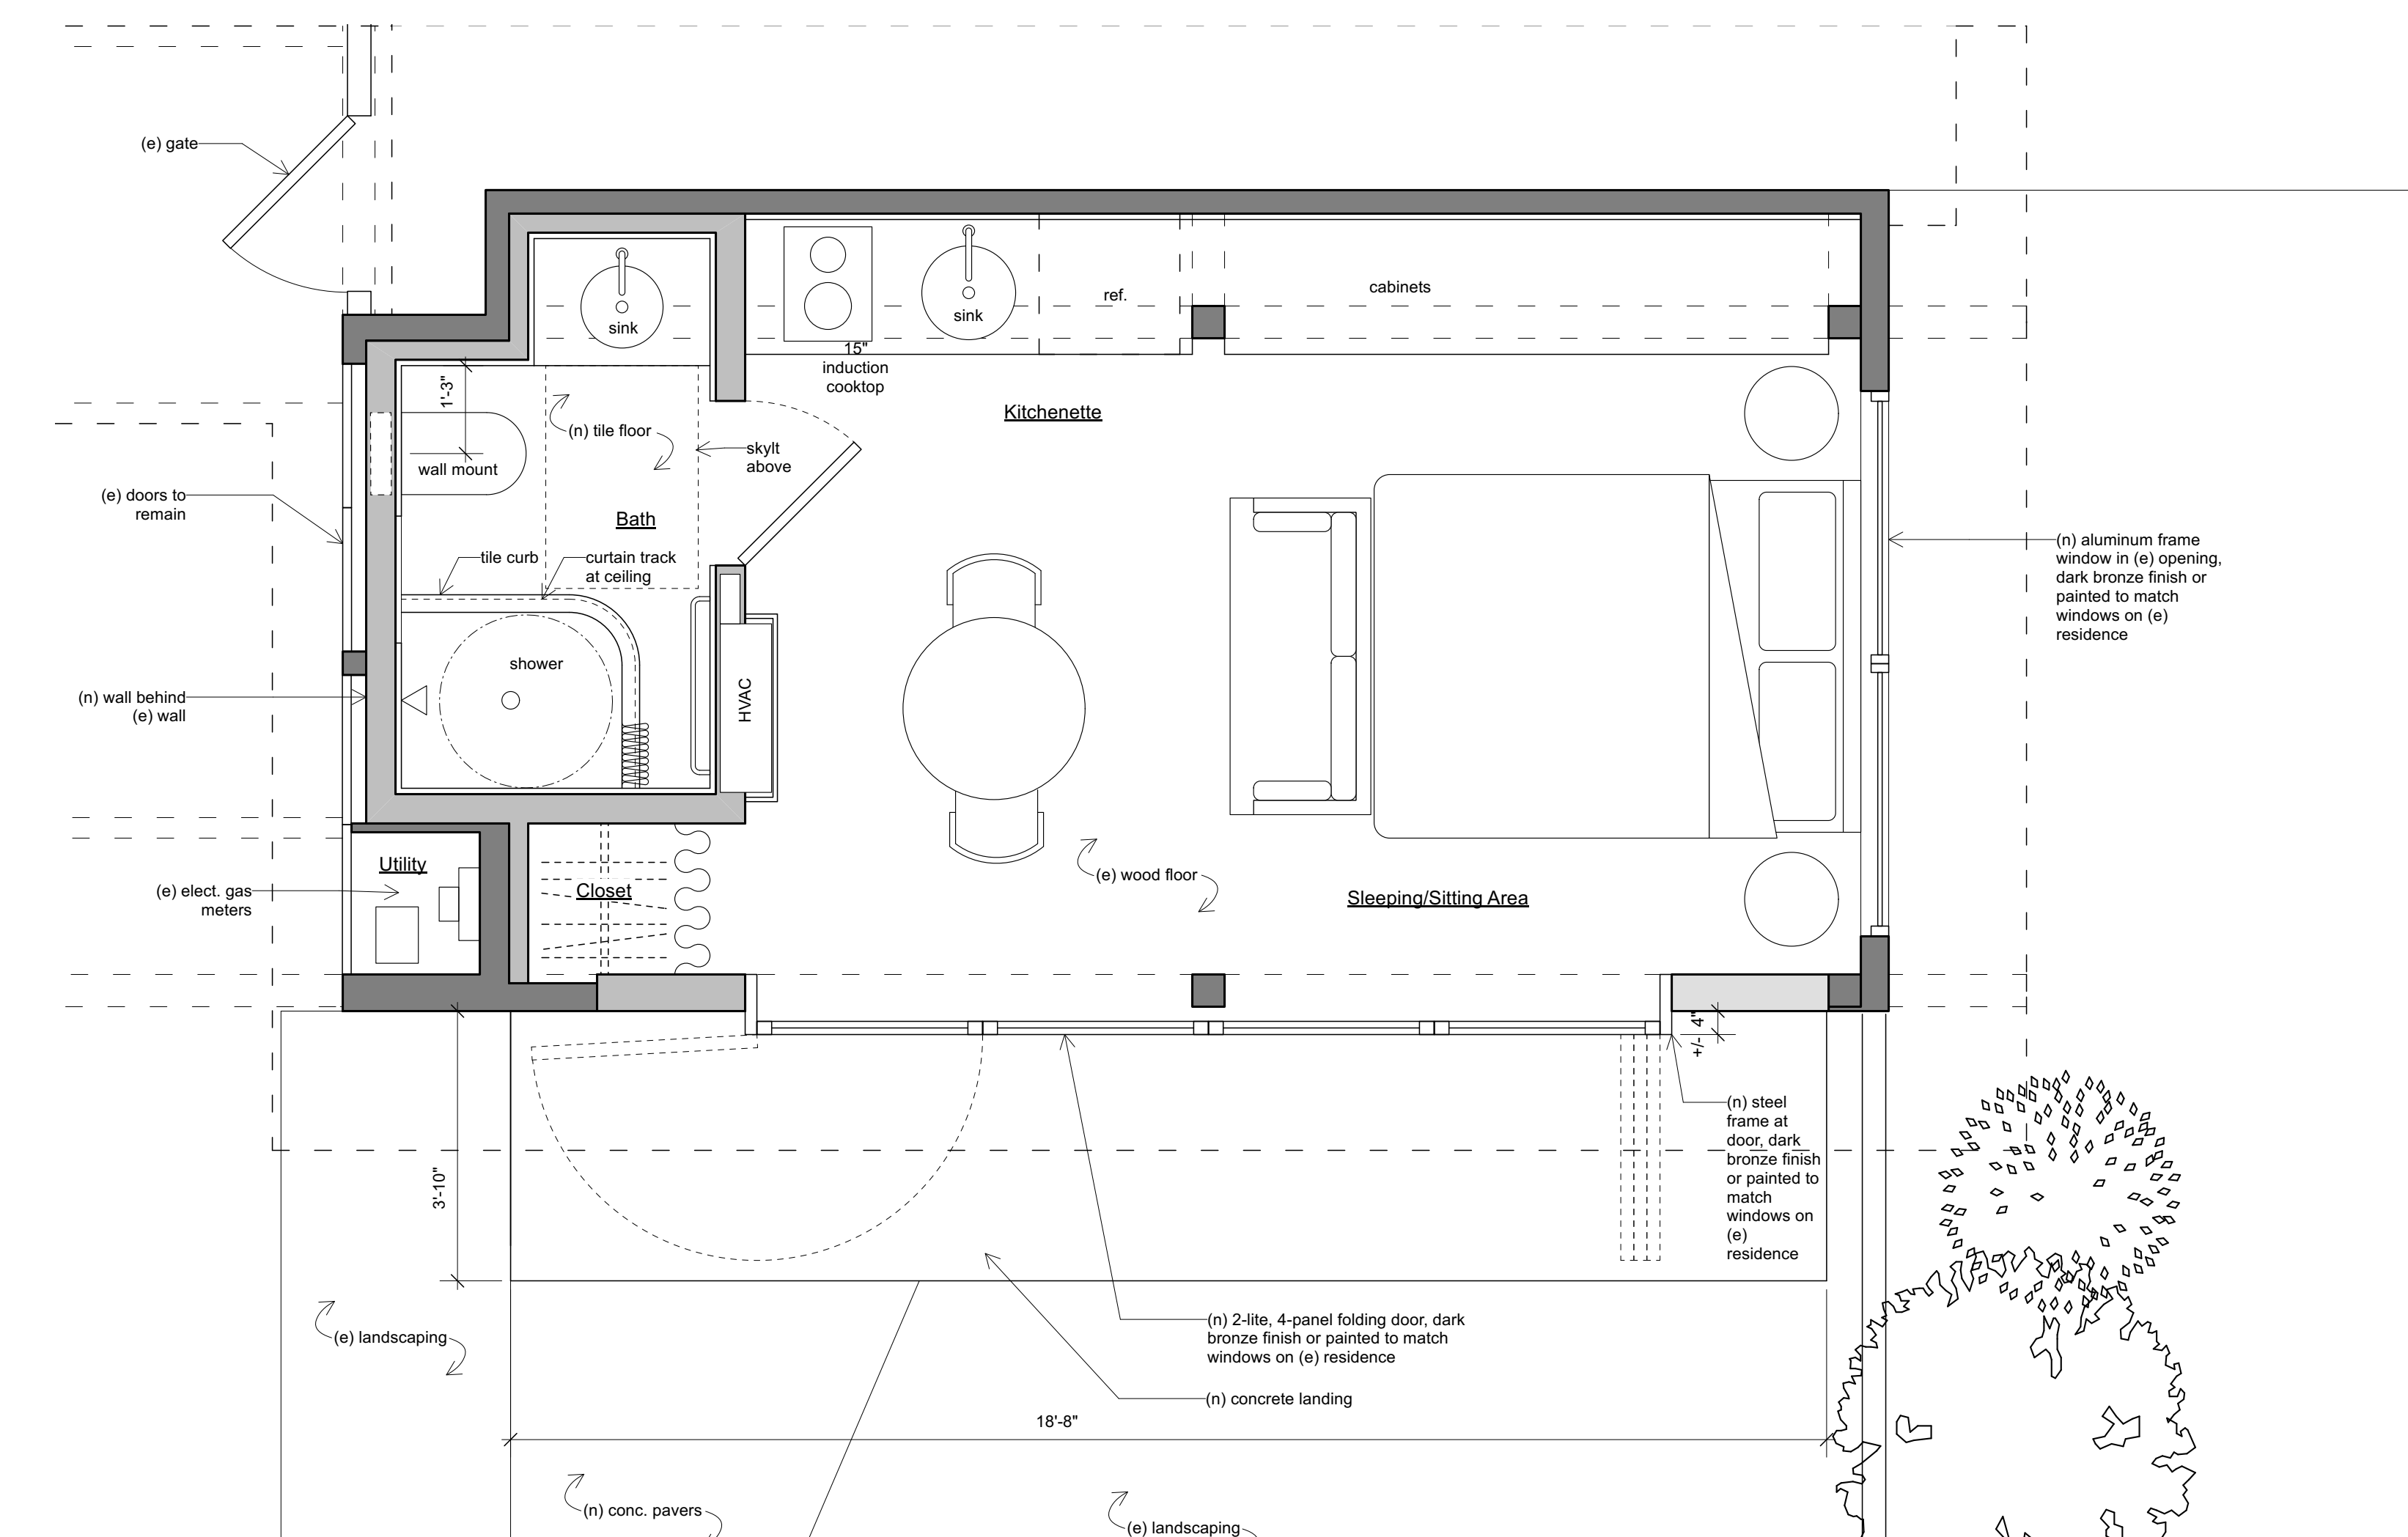 (e) gate
sink
sink
ref.
cabinets
15"
induction
cooktop
1'-3"
Kitchenette
(n) tile floor
skylt
above
wall mount
(e) doors to
remain
Bath
tile curb
curtain track
at ceiling
(n) aluminum frame
window in (e) opening,
dark bronze finish or
painted to match
windows on (e)
residence
shower
HVAC
(n) wall behind
(e) wall
Utility
(e) elect. gas
meters
Closet
(e) wood floor
Sleeping/Sitting Area
+/- 4"
(n) steel
frame at
door, dark
bronze finish
or painted to
match
windows on
(e)
residence
3'-10"
(e) landscaping
(n) 2-lite, 4-panel folding door, dark
bronze finish or painted to match
windows on (e) residence
(n) concrete landing
18'-8"
(n) conc. pavers
(e) landscaping